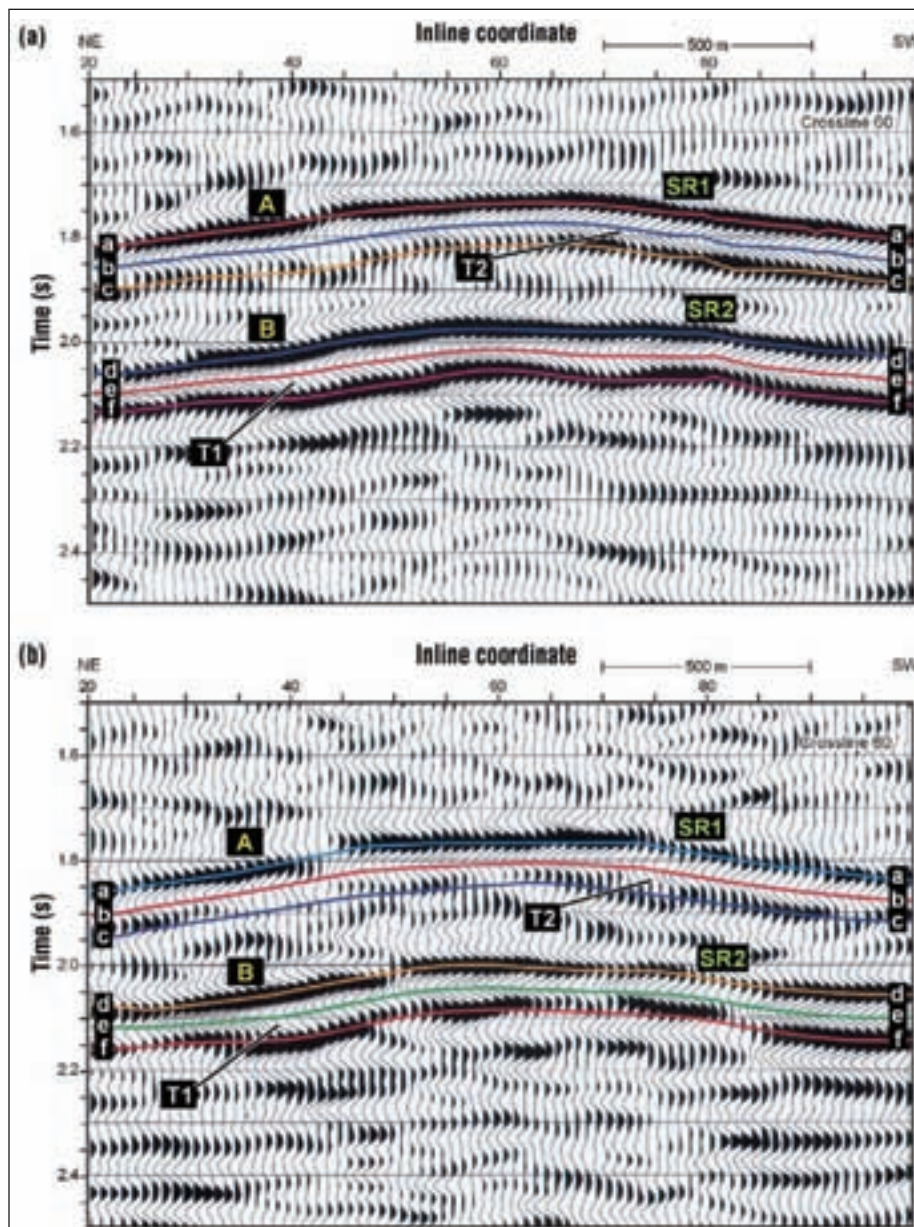 (a)
Inline coordinate
NE
500 m
SW
20 40 60 80
Crossline 60
1.6
A
SR1
a
a
1.8
b
b
T2
c
c
Time (s)
B
SR2
2.0
d
d
e
e
f
f
T1
2.2
2.4
(b)
Inline coordinate
NE
500 m
SW
20 40 60 80
Crossline 60
1.6
A
SR1
1.8
a
a
b
b
T2
c
c
Time (s)
B
SR2
2.0
d
d
e
e
f
f
T1
2.2
2.4